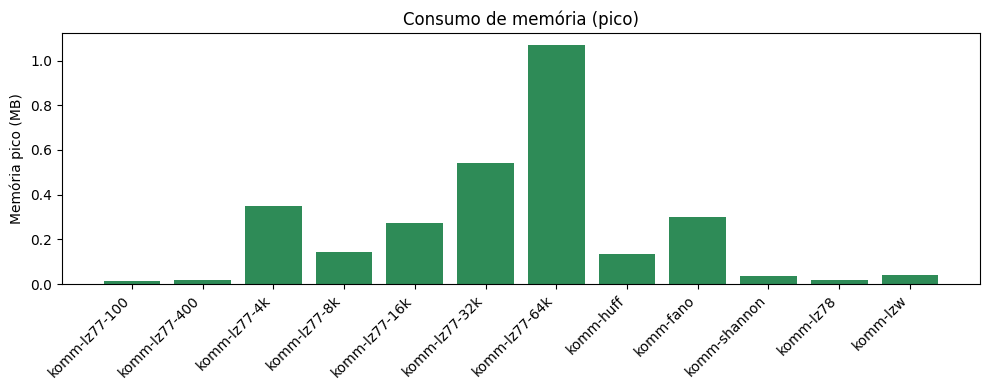 Consumo de memória (pico)
Memória pico (MB)
1.0
0.8
0.6
0.4
0.2
0.0
komm-lz77-100
komm-lz77-400
komm-lz77-4k
komm-lz77-8k
komm-lz77-16k
komm-lz77-32k
komm-lz77-64k
komm-huff
komm-fano
komm-shannon
komm-lz78
komm-lzw